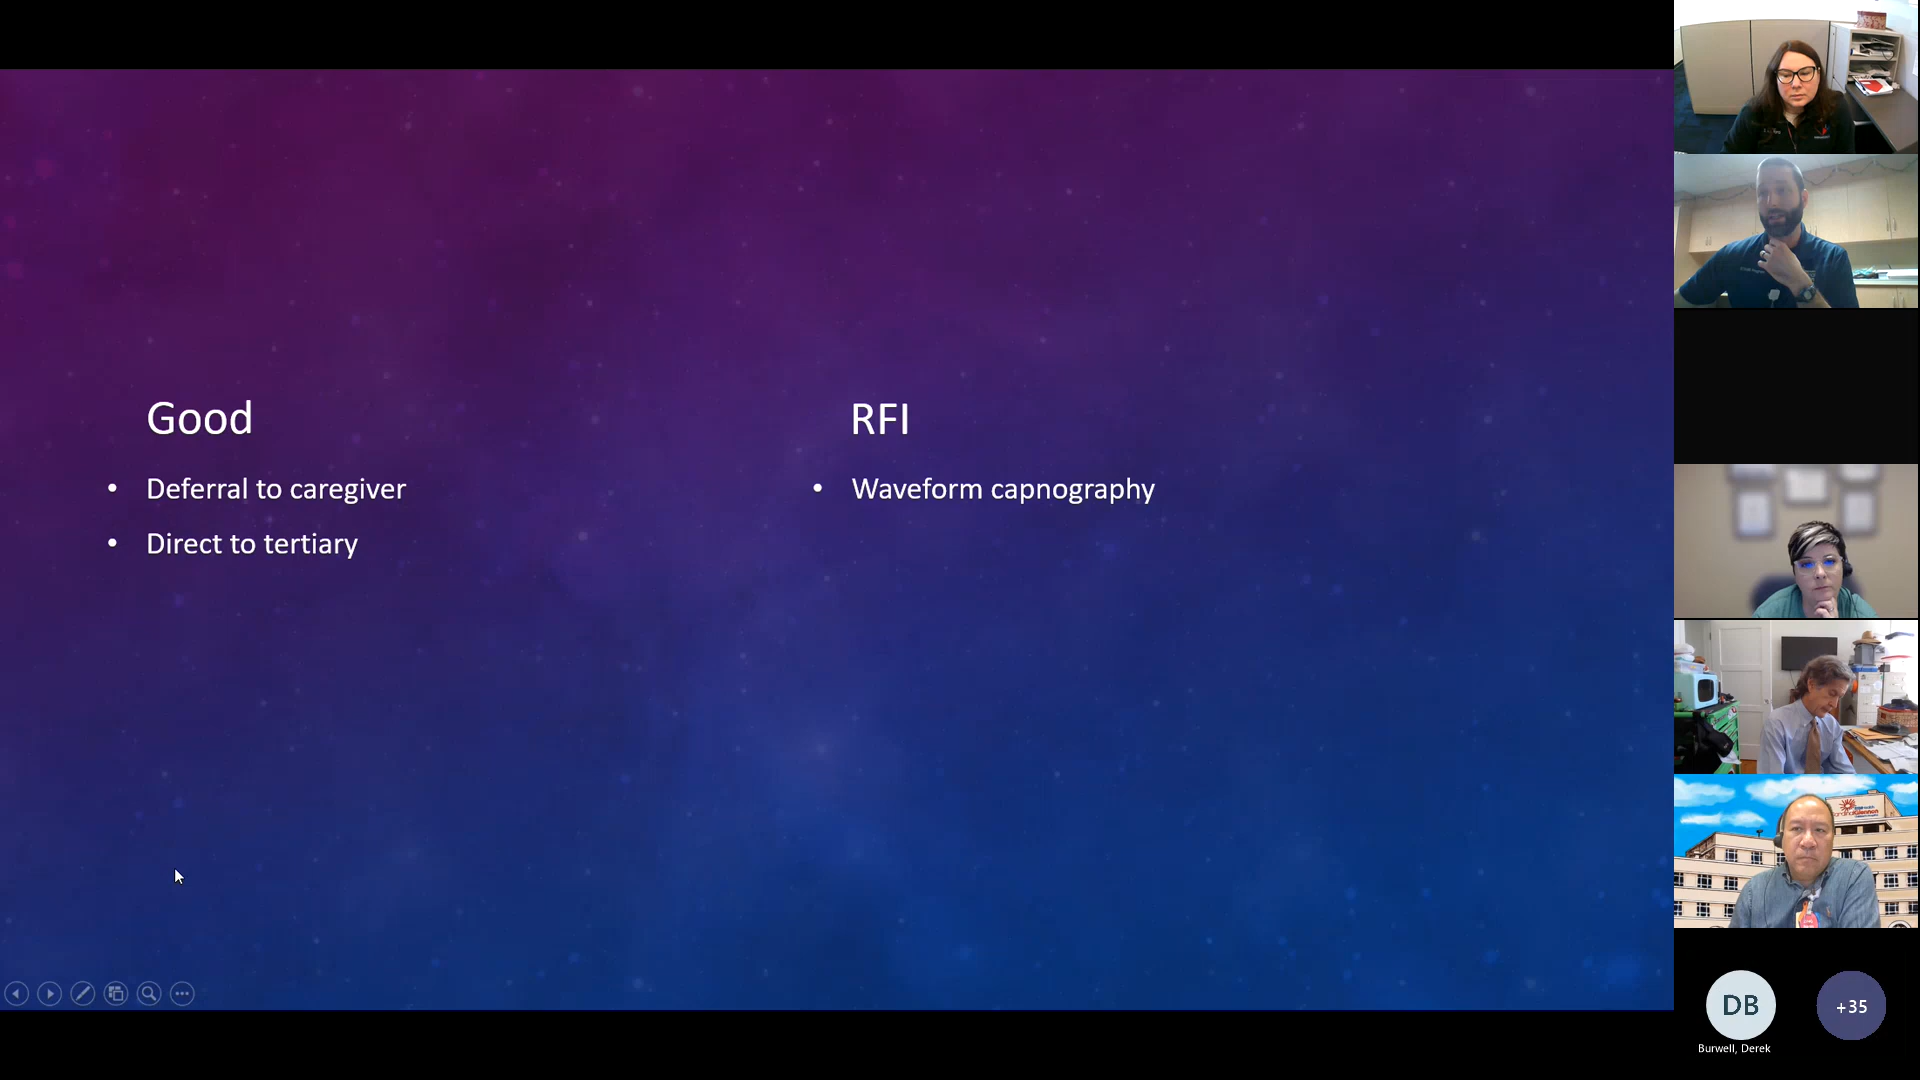 Good
• Deferral to caregiver
• Direct to tertiary
RFI
• Waveform capnography
DB
Burwell, Derek
+35